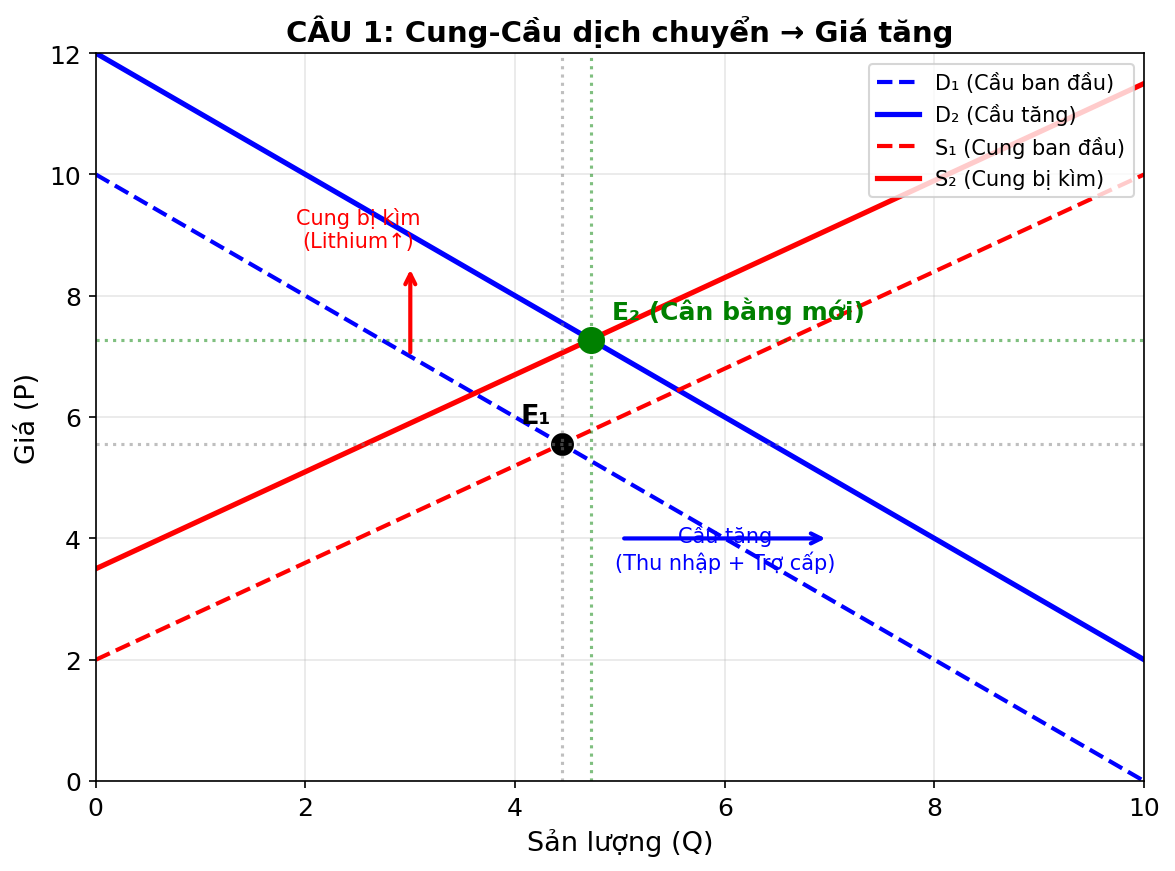 CÂU 1: Cung-Cầu dịch chuyển → Giá tăng
D₁ (Cầu ban đầu)
D₂ (Cầu tăng)
S₁ (Cung ban đầu)
S₂ (Cung bị kìm)
Cung bị kìm
(Lithium↑)
E₂ (Cân bằng mới)
E₁
Cầu tăng
(Thu nhập + Trợ cấp)
Giá (P)
12
10
8
6
4
2
0
0 2 4 6 8 10
Sản lượng (Q)